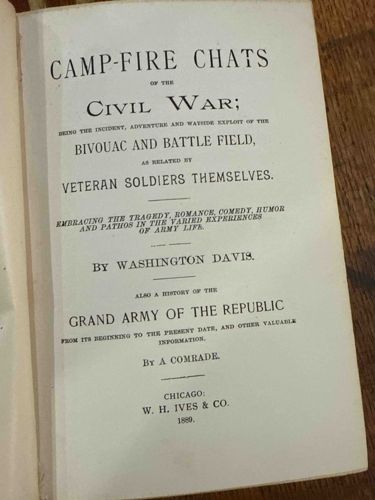 CAMP-FIRE CHATS
OF THE
CIVIL WAR;
BEING THE INCIDENT, ADVENTURE AND WAYSIDE EXPLOIT OF THE
BIVOUAC AND BATTLE FIELD,
AS RELATED BY
VETERAN SOLDIERS THEMSELVES.
EMBRACING THE TRAGEDY, ROMANCE, COMEDY, HUMOR
AND PATHOS IN THE VARIED EXPERIENCES
OF ARMY LIFE.
BY WASHINGTON DAVIS.
ALSO A HISTORY OF THE
GRAND ARMY OF THE REPUBLIC
FROM ITS BEGINNING TO THE PRESENT DATE, AND OTHER VALUABLE
INFORMATION.
BY A COMRADE.
CHICAGO:
W. H. IVES & CO.
1889.